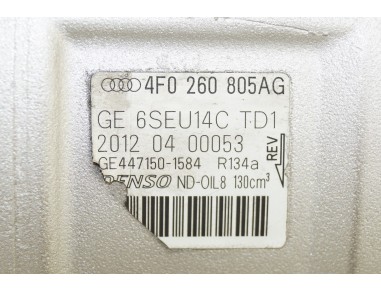 4F0 260 805AG
GE 6SEU14C TD1
2012 04 00053
GE447150-1584 R134a
DENSO ND-OIL8 130cm³
REV